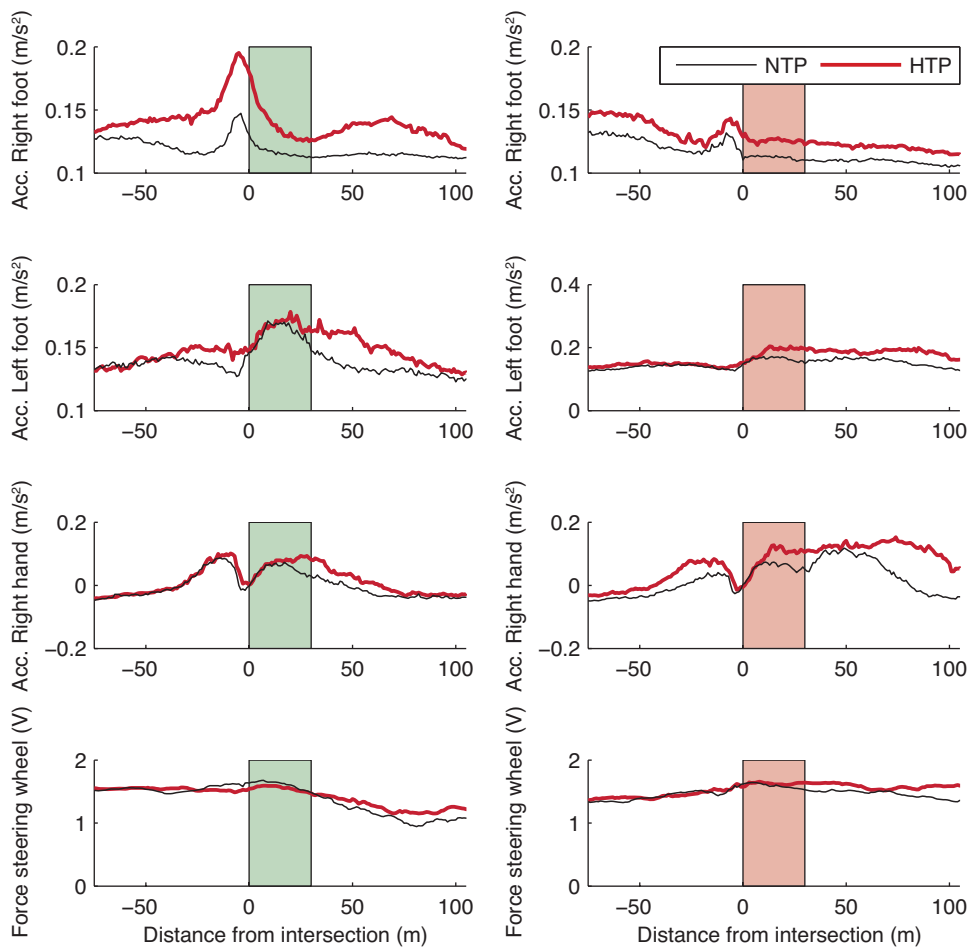 Acc. Right foot (m/s²)
0.2
0.15
0.1
−50 0 50 100
NTP HTP
Acc. Right foot (m/s²)
0.2
0.15
0.1
−50 0 50 100
Acc. Left foot (m/s²)
0.2
0.15
0.1
−50 0 50 100
Acc. Left foot (m/s²)
0.4
0.2
0
−50 0 50 100
Acc. Right hand (m/s²)
0.2
0
−0.2
−50 0 50 100
Acc. Right hand (m/s²)
0.2
0
−0.2
−50 0 50 100
Force steering wheel (V)
2
1
0
−50 0 50 100
Distance from intersection (m)
Force steering wheel (V)
2
1
0
−50 0 50 100
Distance from intersection (m)